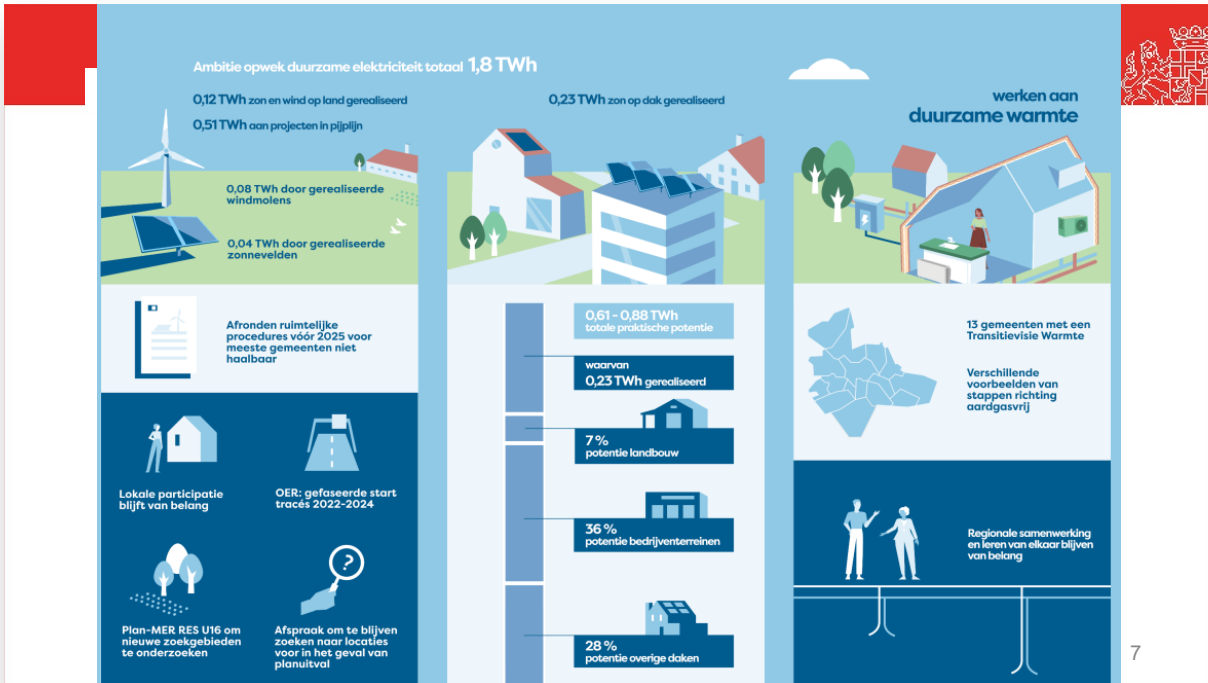 Ambitie opwek duurzame elektriciteit totaal 1,8 TWh
0,12 TWh zon en wind op land gerealiseerd
0,51 TWh aan projecten in pijplijn
0,08 TWh door gerealiseerde
windmolens
0,04 TWh door gerealiseerde
zonnevelden
Afronden ruimtelijke
procedures vóór 2025 voor
meeste gemeenten niet
haalbaar
Lokale participatie
blijft van belang
OER: gefaseerde start
tracés 2022-2024
Plan-MER RES U16 om
nieuwe zoekgebieden
te onderzoeken
Afspraak om te blijven
zoeken naar locaties
voor in het geval van
planuitval
0,23 TWh zon op dak gerealiseerd
0,61 - 0,88 TWh
totale praktische potentie
waarvan
0,23 TWh gerealiseerd
7 %
potentie landbouw
36 %
potentie bedrijventerreinen
28 %
potentie overige daken
werken aan
duurzame warmte
13 gemeenten met een
Transitievisie Warmte
Verschillende
voorbeelden van
stappen richting
aardgasvrij
Regionale samenwerking
en leren van elkaar blijven
van belang
?
7